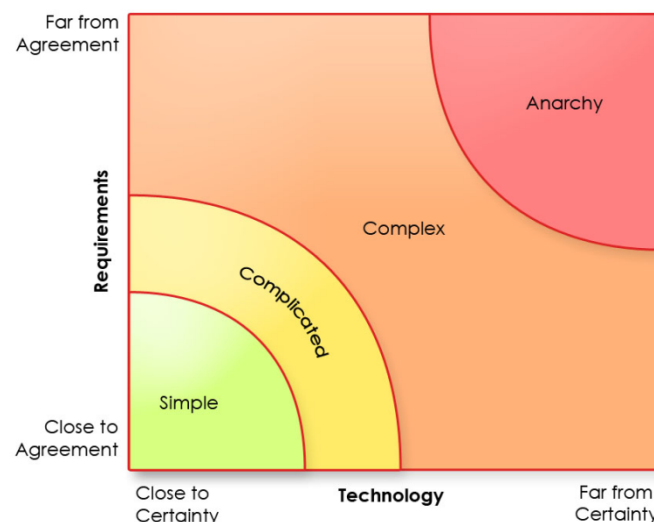 Far from
Agreement
Anarchy
Requirements
Complex
Complicated
Simple
Close to
Agreement
Close to
Certainty
Technology
Far from
Certainty